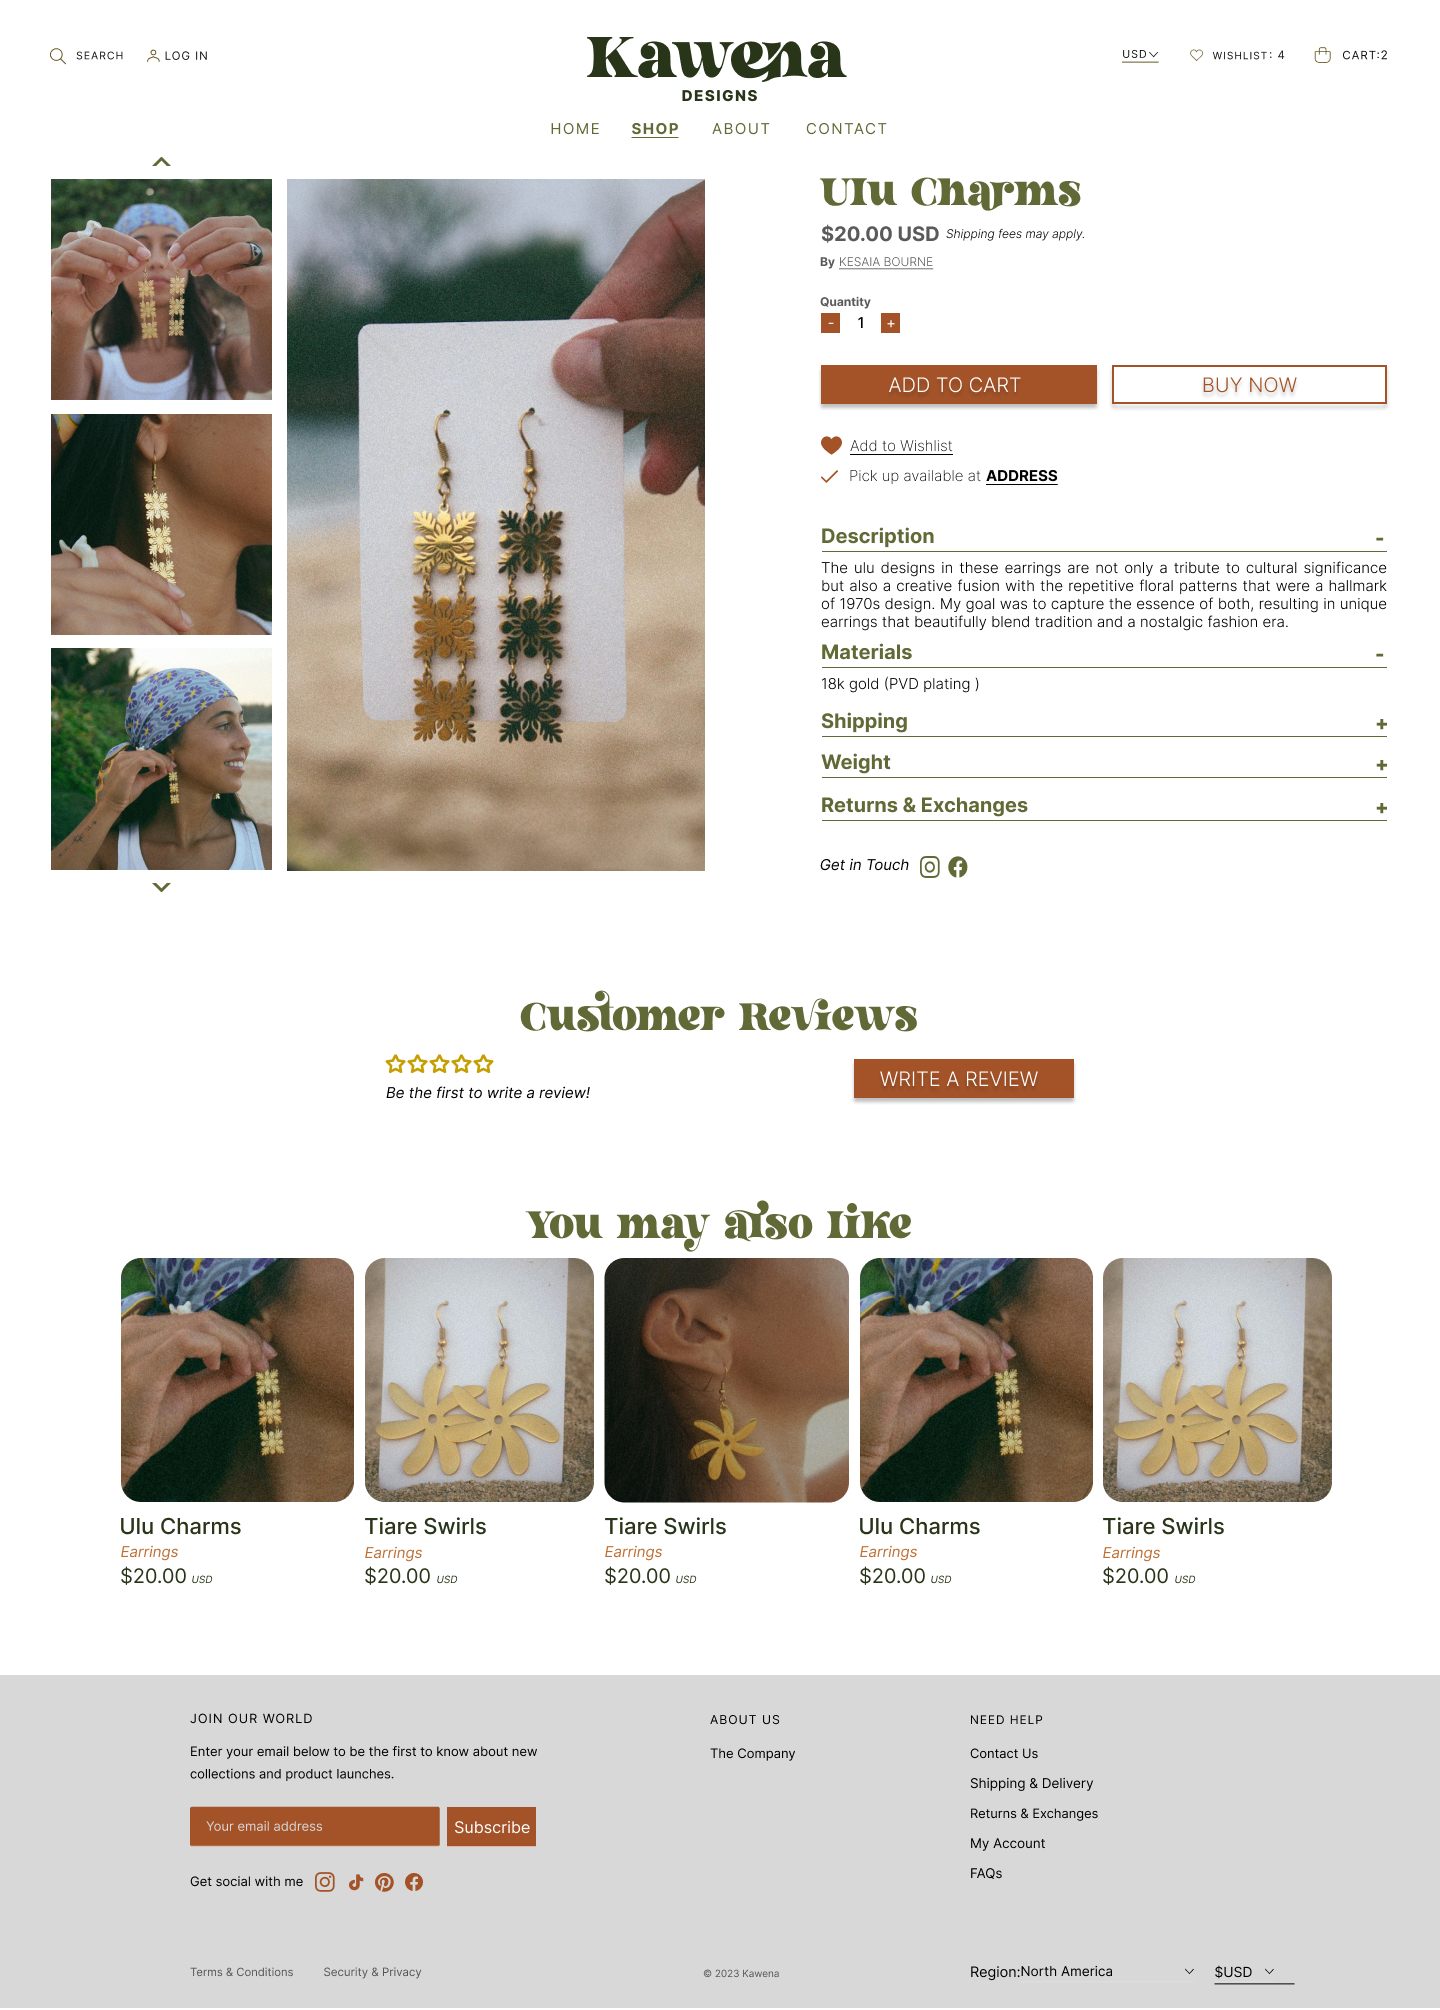 SEARCH
LOG IN
Kawena
DESIGNS
USD
WISHLIST: 4
CART:2
HOME
SHOP
ABOUT
CONTACT
Ulu Charms
$20.00 USD Shipping fees may apply.
By KESAIA BOURNE
Quantity
- 1 +
ADD TO CART
BUY NOW
Add to Wishlist
Pick up available at ADDRESS
Description -
The ulu designs in these earrings are not only a tribute to cultural significance
but also a creative fusion with the repetitive floral patterns that were a hallmark
of 1970s design. My goal was to capture the essence of both, resulting in unique
earrings that beautifully blend tradition and a nostalgic fashion era.
Materials -
18k gold (PVD plating )
Shipping +
Weight +
Returns & Exchanges +
Get in Touch
Customer Reviews
Be the first to write a review!
WRITE A REVIEW
You may also like
Ulu Charms
Earrings
$20.00 USD
Tiare Swirls
Earrings
$20.00 USD
Tiare Swirls
Earrings
$20.00 USD
Ulu Charms
Earrings
$20.00 USD
Tiare Swirls
Earrings
$20.00 USD
JOIN OUR WORLD
Enter your email below to be the first to know about new
collections and product launches.
Your email address
Subscribe
Get social with me
ABOUT US
The Company
NEED HELP
Contact Us
Shipping & Delivery
Returns & Exchanges
My Account
FAQs
Terms & Conditions
Security & Privacy
© 2023 Kawena
Region:North America
$USD